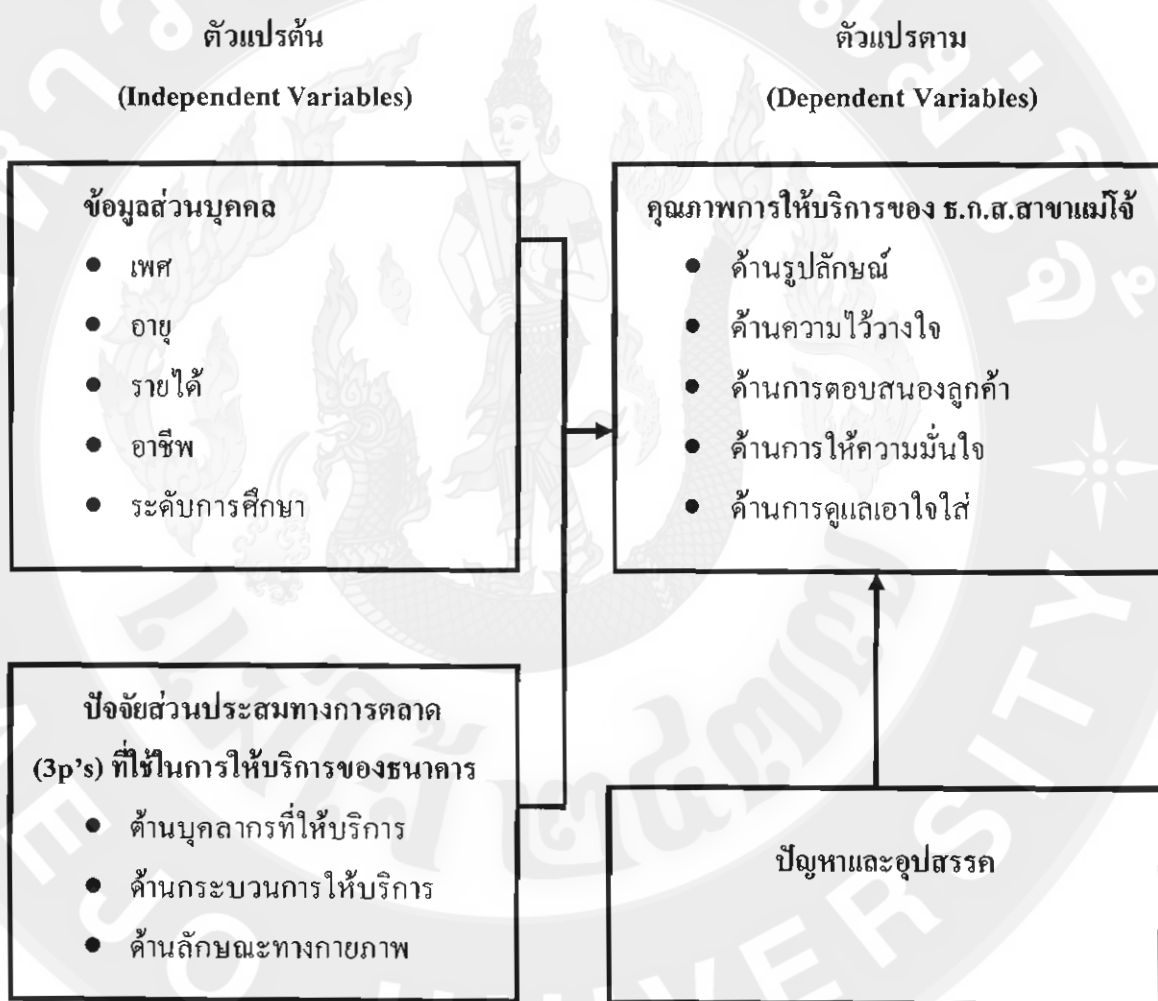 ตัวแปรต้น
(Independent Variables)
ข้อมูลส่วนบุคคล
● เพศ
● อายุ
● รายได้
● อาชีพ
● ระดับการศึกษา
ปัจจัยส่วนประสมทางการตลาด
(3p's) ที่ใช้ในการให้บริการของธนาคาร
● ด้านบุคลากรที่ให้บริการ
● ด้านกระบวนการให้บริการ
● ด้านลักษณะทางกายภาพ
ตัวแปรตาม
(Dependent Variables)
คุณภาพการให้บริการของ ธ.ก.ส.สาขาแม่โจ้
● ด้านรูปลักษณ์
● ด้านความไว้วางใจ
● ด้านการตอบสนองลูกค้า
● ด้านการให้ความมั่นใจ
● ด้านการดูแลเอาใจใส่
ปัญหาและอุปสรรค